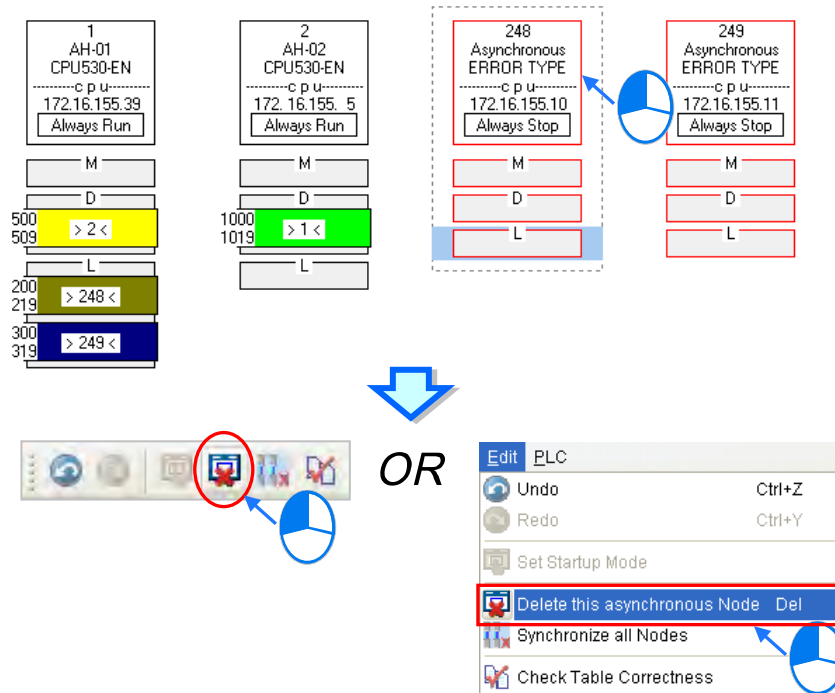 1
AH-01
CPU530-EN
-------c p u-------
172.16.155.39
Always Run
M
D
500
509
> 2 <
L
200
219
> 248 <
300
319
> 249 <
2
AH-02
CPU530-EN
-------c p u-------
172. 16.155. 5
Always Run
M
D
1000
1019
> 1 <
L
248
Asynchronous
ERROR TYPE
-------c p u-------
172.16.155.10
Always Stop
M
D
L
249
Asynchronous
ERROR TYPE
-------c p u-------
172.16.155.11
Always Stop
M
D
L
OR
Edit PLC
Undo Ctrl+Z
Redo Ctrl+Y
Set Startup Mode
Delete this asynchronous Node Del
Synchronize all Nodes
Check Table Correctness